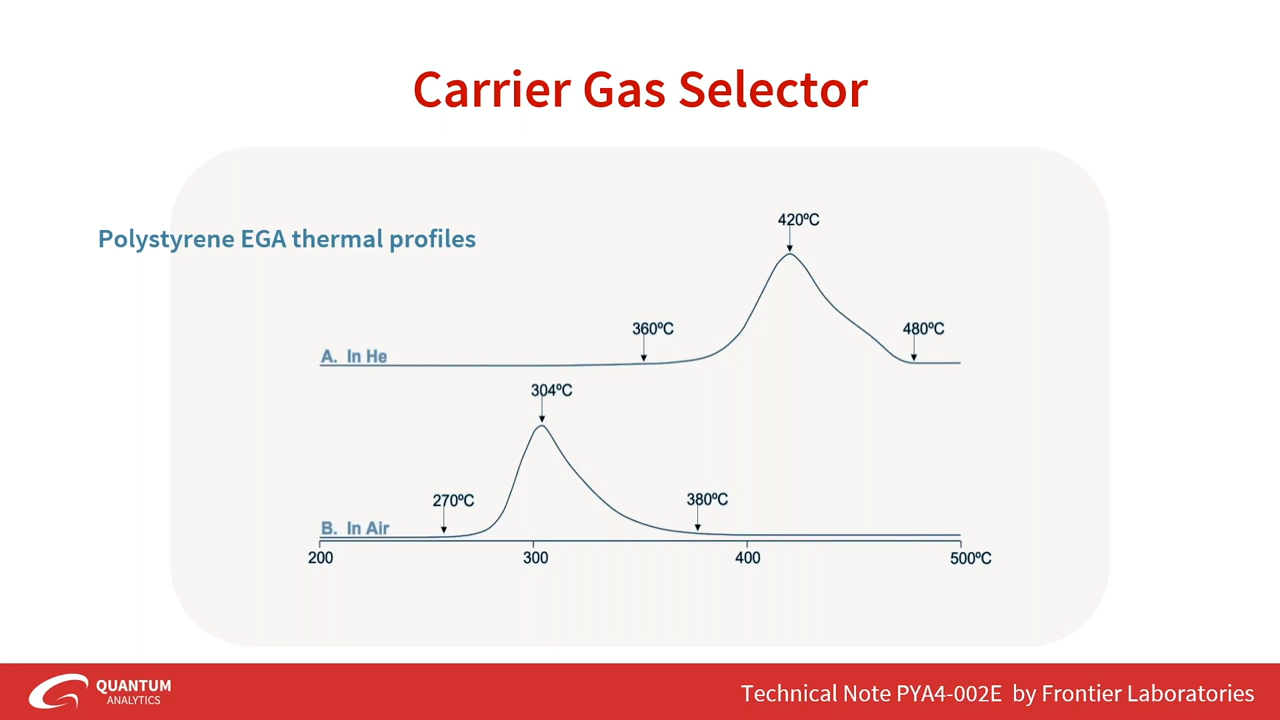 Carrier Gas Selector
Polystyrene EGA thermal profiles
420ºC
360ºC
480ºC
A. In He
304ºC
270ºC
380ºC
B. In Air
200
300
400
500ºC
QUANTUM
ANALYTICS
Technical Note PYA4-002E by Frontier Laboratories